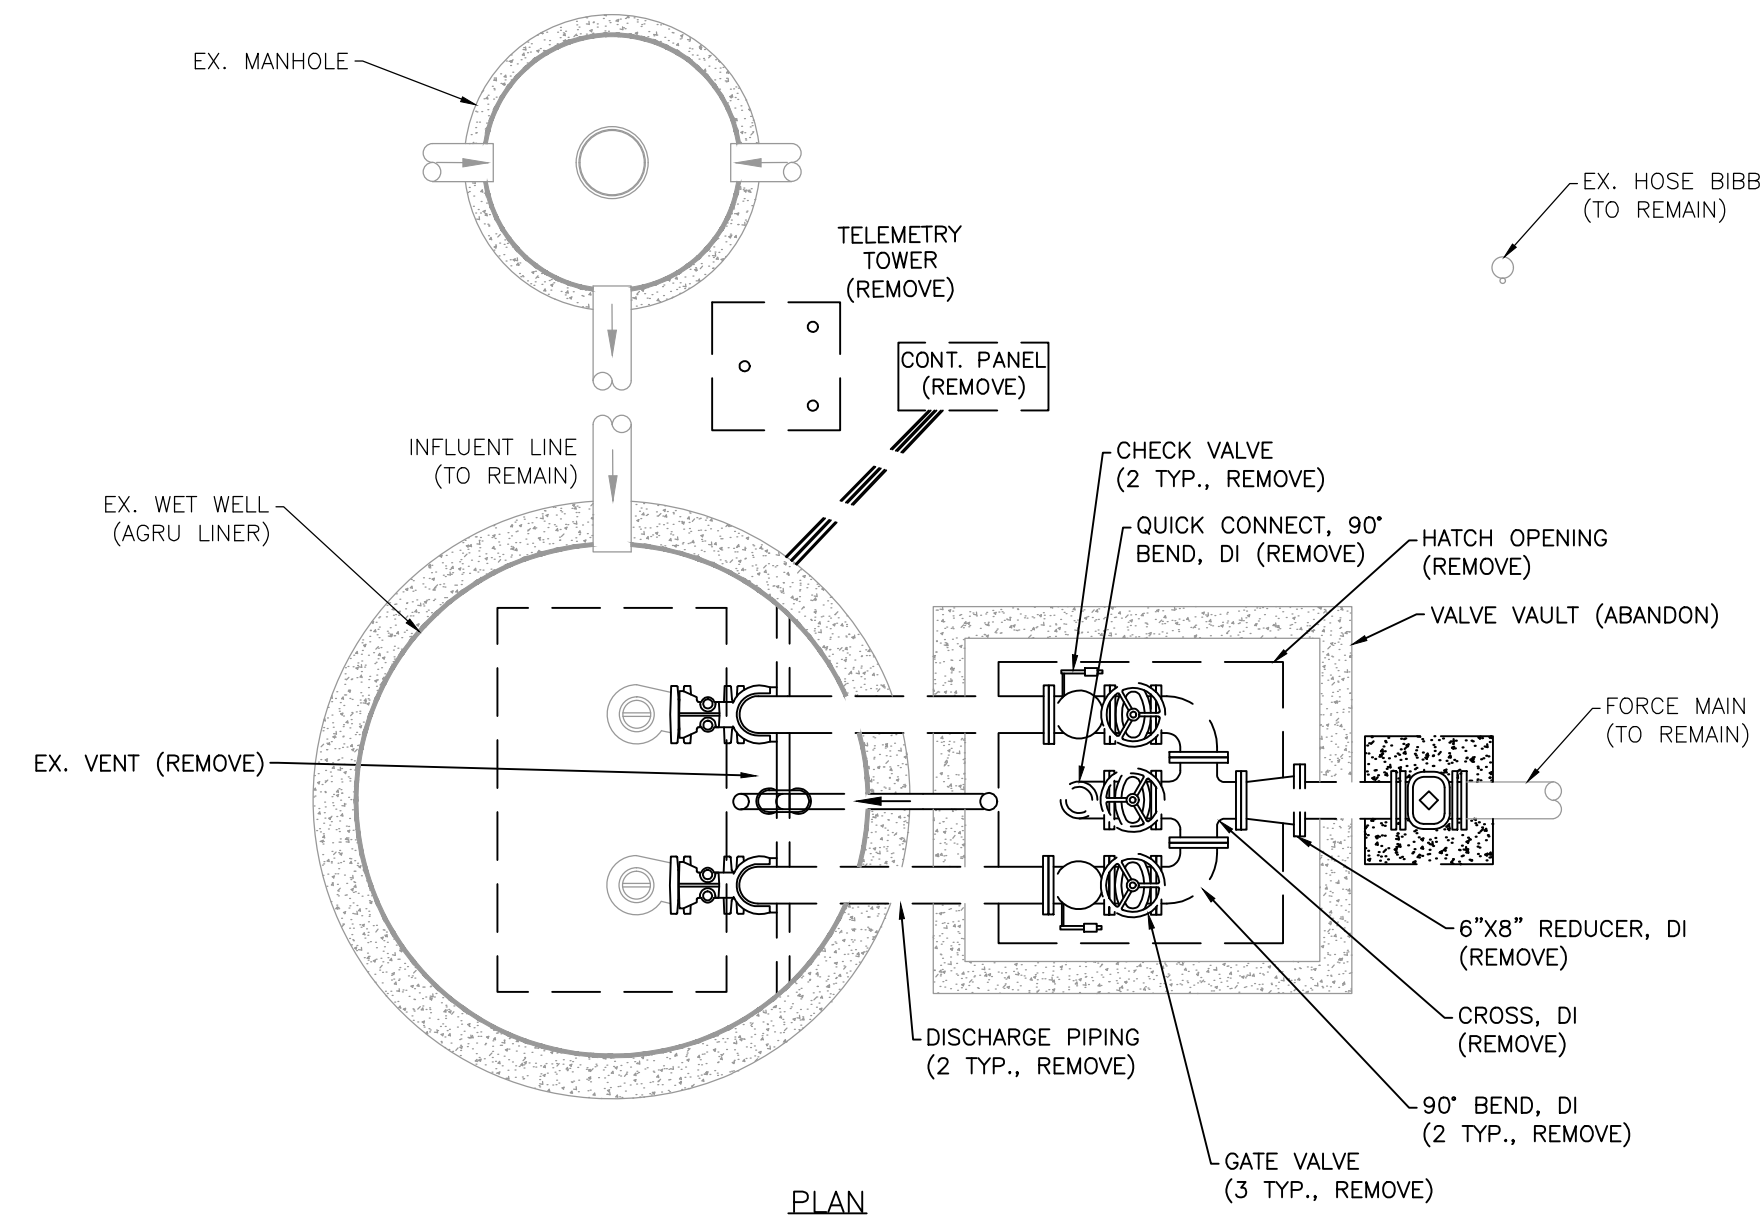 EX. MANHOLE
EX. HOSE BIBB
(TO REMAIN)
TELEMETRY
TOWER
(REMOVE)
CONT. PANEL
(REMOVE)
INFLUENT LINE
(TO REMAIN)
CHECK VALVE
(2 TYP., REMOVE)
EX. WET WELL
(AGRU LINER)
QUICK CONNECT, 90°
BEND, DI (REMOVE)
HATCH OPENING
(REMOVE)
VALVE VAULT (ABANDON)
FORCE MAIN
(TO REMAIN)
EX. VENT (REMOVE)
6"X8" REDUCER, DI
(REMOVE)
CROSS, DI
(REMOVE)
DISCHARGE PIPING
(2 TYP., REMOVE)
90° BEND, DI
(2 TYP., REMOVE)
GATE VALVE
(3 TYP., REMOVE)
PLAN